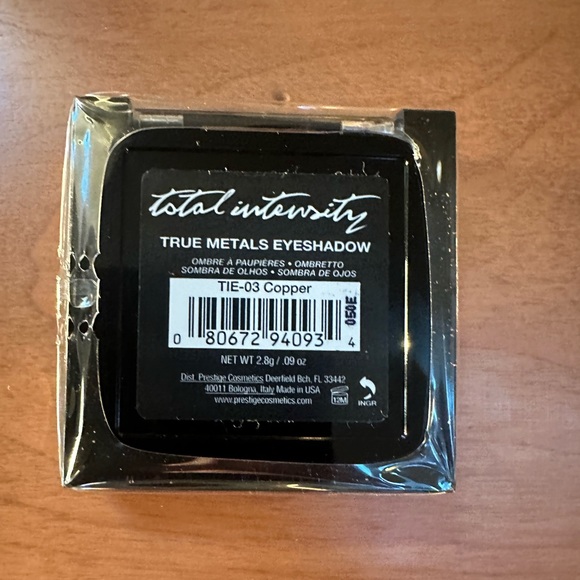 total intensity
TRUE METALS EYESHADOW
OMBRE À PAUPIÈRES • OMBRETTO
SOMBRA DE OLHOS • SOMBRA DE OJOS
TIE-03 Copper
050E
0 80672 94093 4
NET WT 2.8g / .09 oz
Dist. Prestige Cosmetics Deerfield Bch, FL 33442
40011 Bologna, Italy Made in USA
www.prestigecosmetics.com
12M
INGR